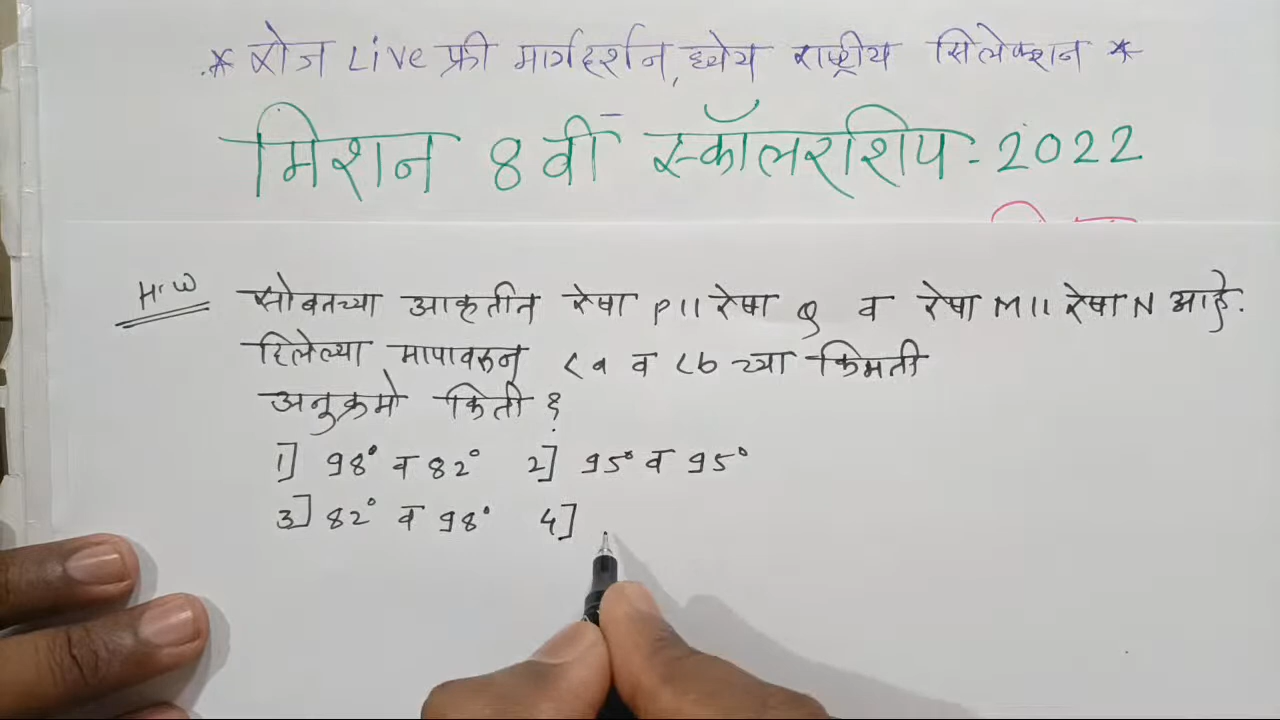 * रोज Live फ्री मार्गदर्शन, ध्येय राष्ट्रीय सिलेक्शन *
मिशन 8 वी स्कॉलरशिप - 2022
H.W सोबतच्या आकृतीत रेषा P || रेषा Q व रेषा M || रेषा N आहे.
दिलेल्या मापावरून <a व <b च्या किंमती
अनुक्रमे किती ?
1] 98° व 82° 2] 95° व 95°
3] 82° व 98° 4]